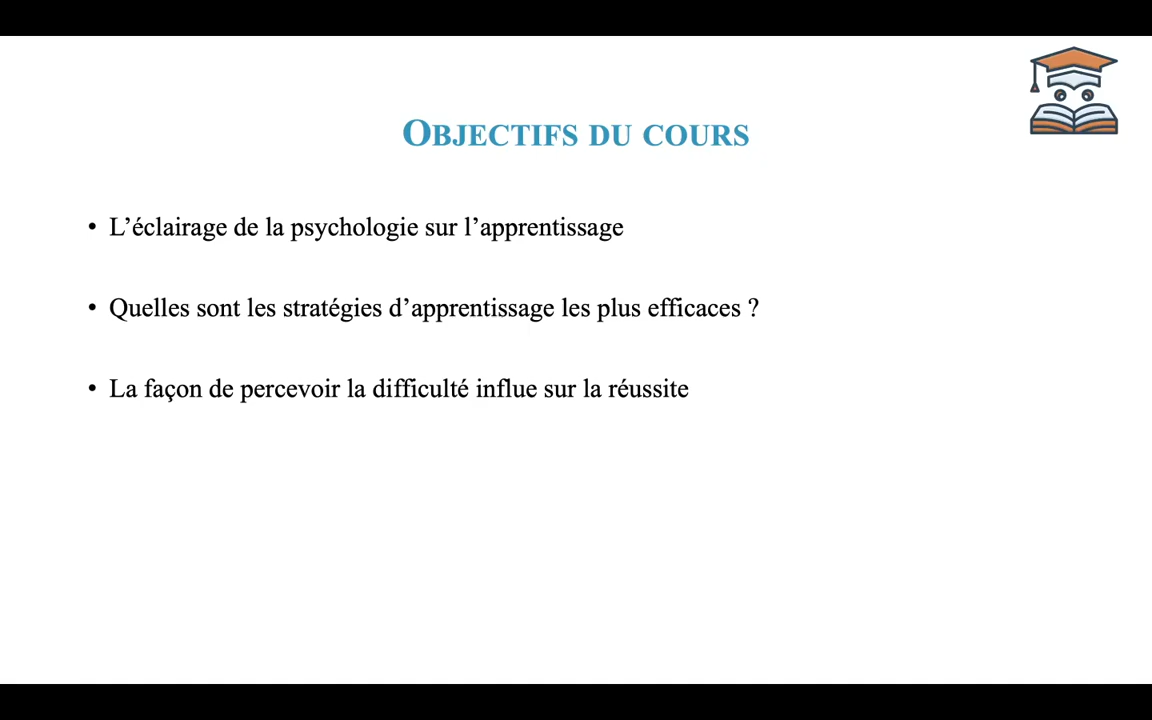 OBJECTIFS DU COURS
• L’éclairage de la psychologie sur l’apprentissage
• Quelles sont les stratégies d’apprentissage les plus efficaces ?
• La façon de percevoir la difficulté influe sur la réussite